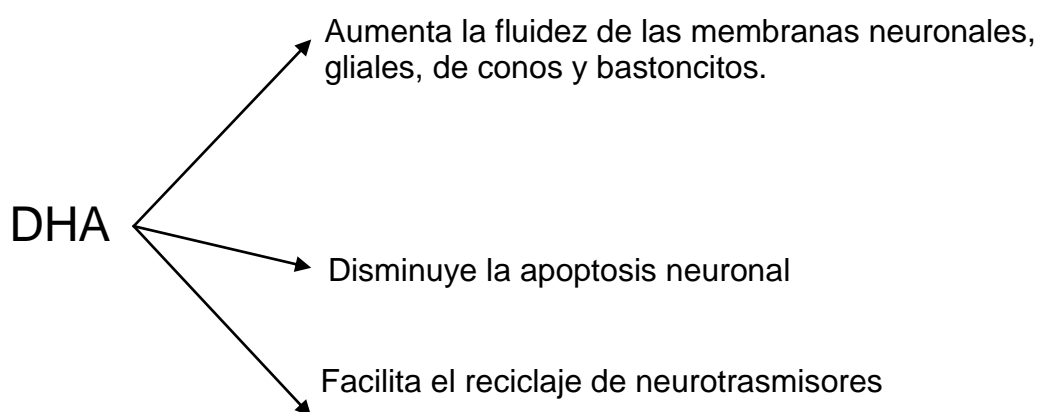 Aumenta la fluidez de las membranas neuronales,
gliales, de conos y bastoncitos.
DHA
Disminuye la apoptosis neuronal
Facilita el reciclaje de neurotrasmisores